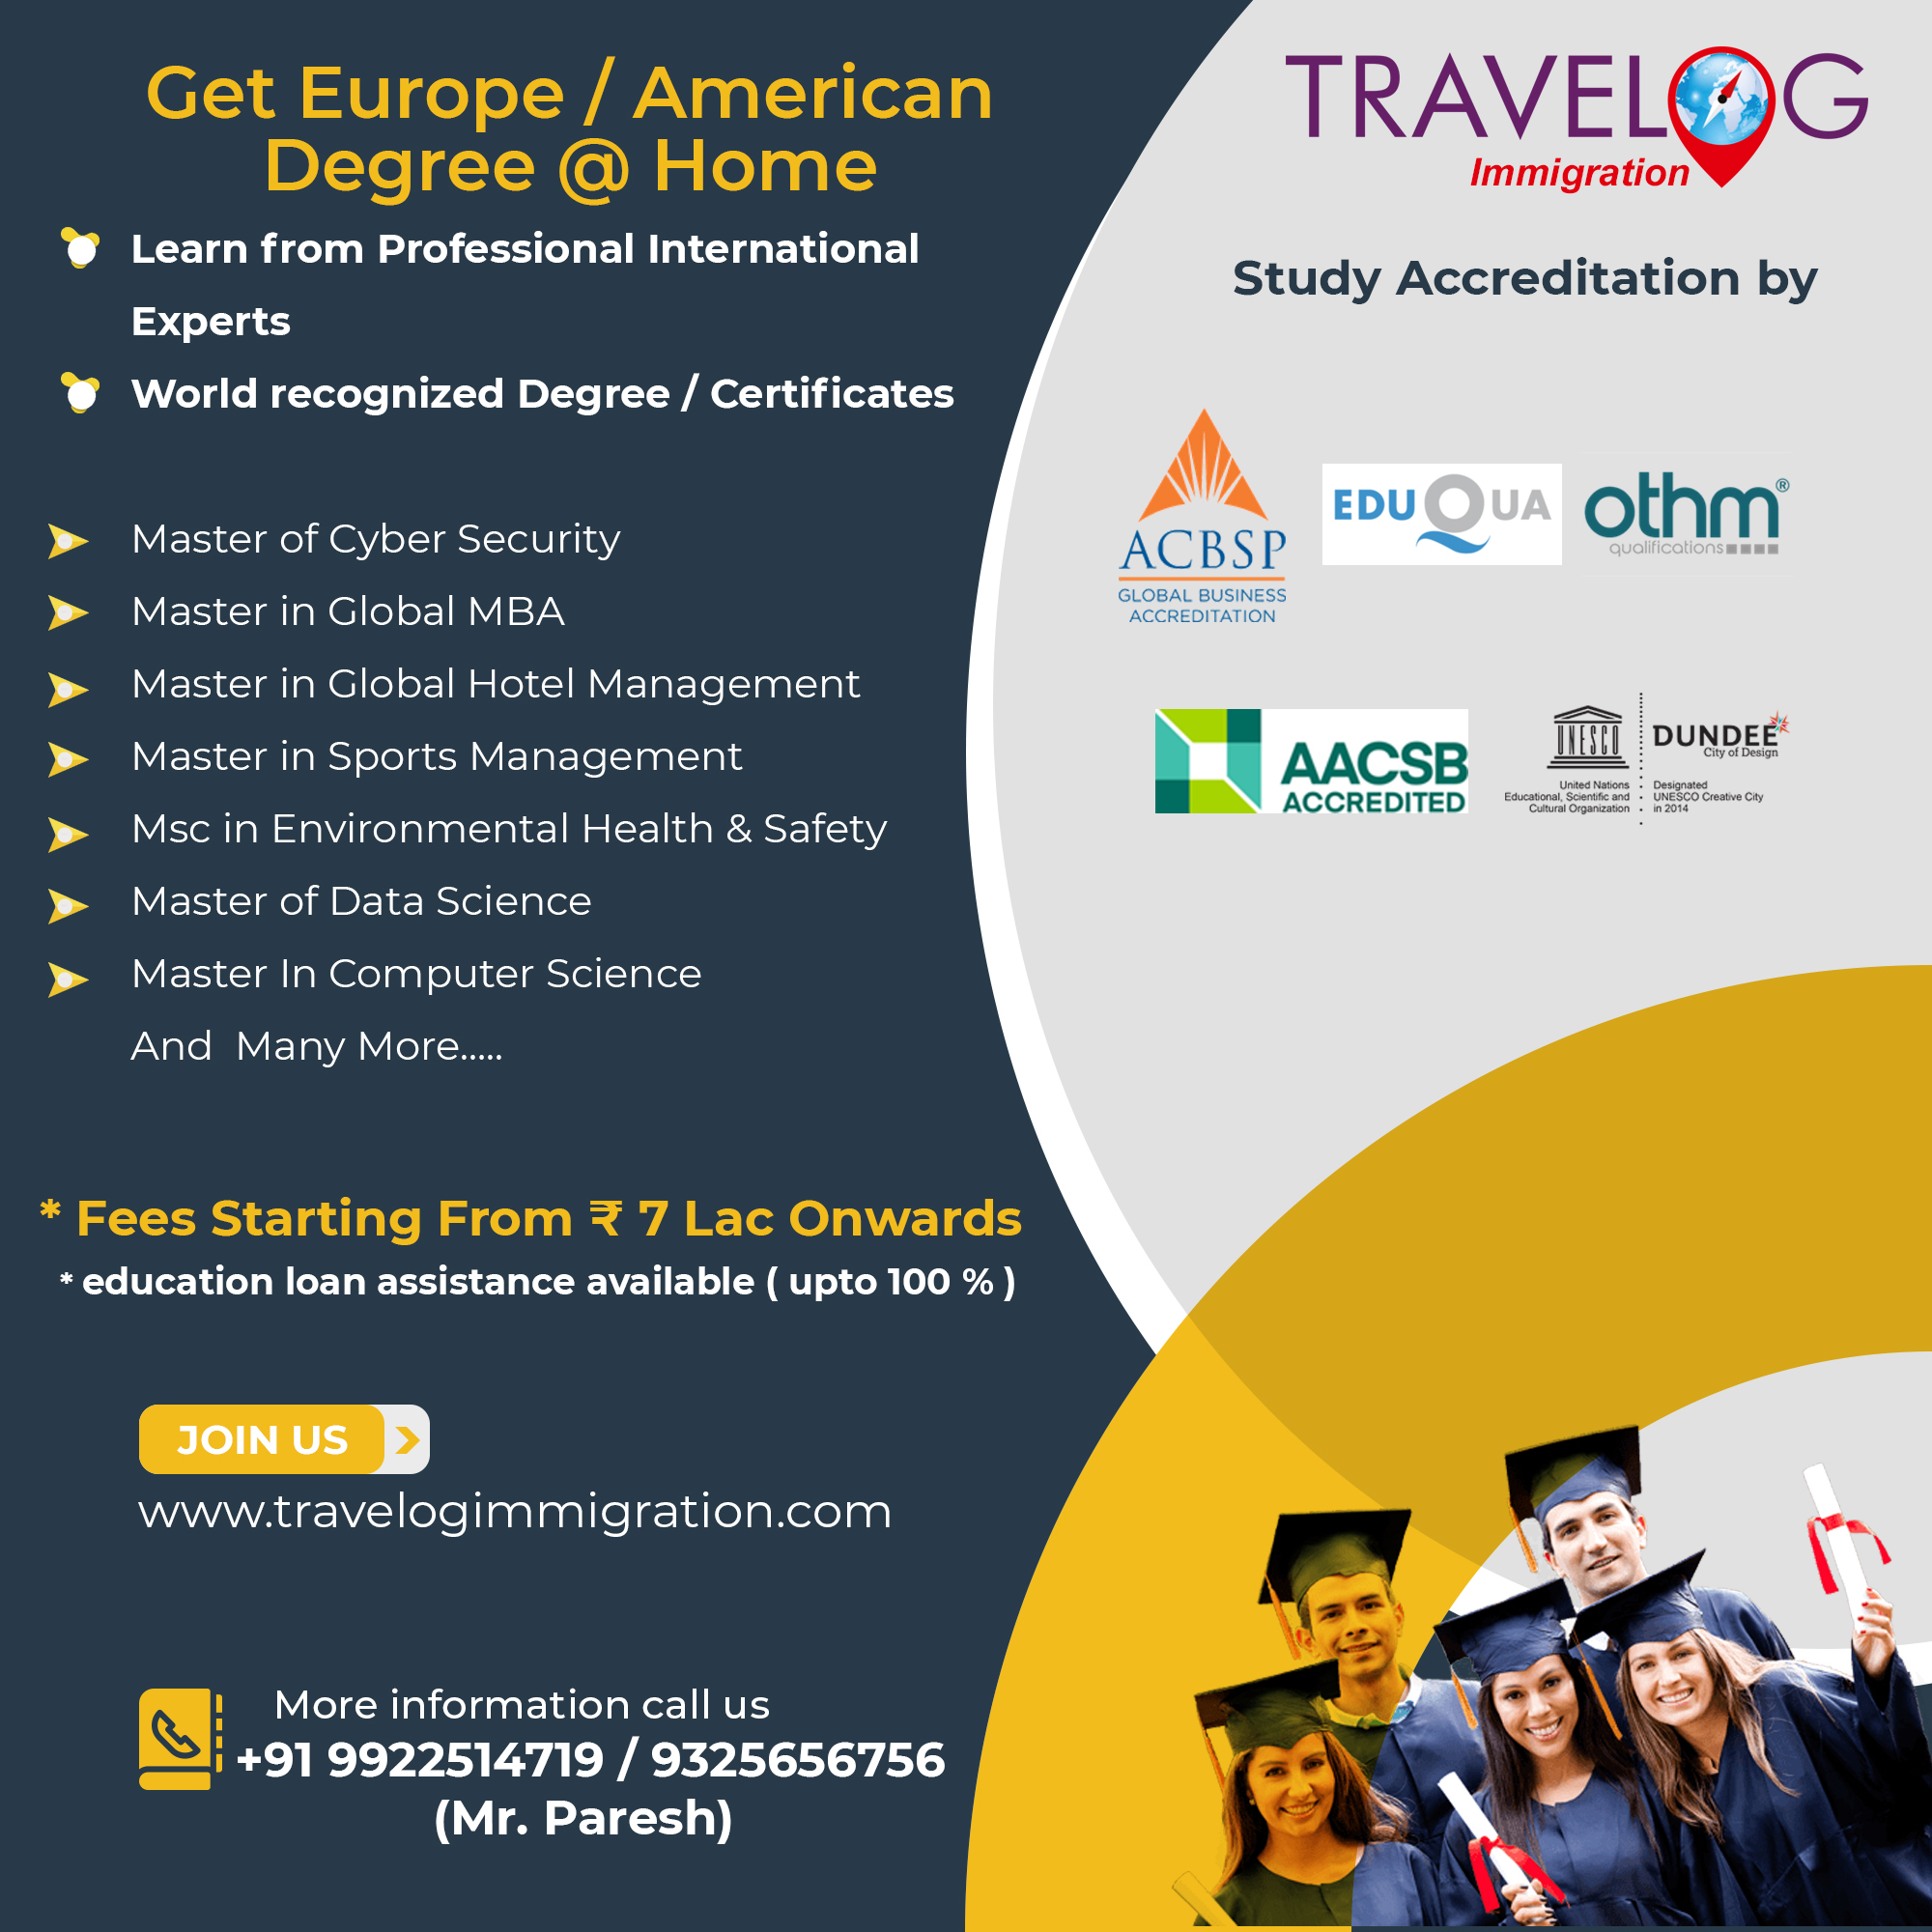 Get Europe / American
Degree @ Home
Learn from Professional International
Experts
World recognized Degree / Certificates
Master of Cyber Security
Master in Global MBA
Master in Global Hotel Management
Master in Sports Management
Msc in Environmental Health & Safety
Master of Data Science
Master In Computer Science
And Many More.....
* Fees Starting From ₹ 7 Lac Onwards
* education loan assistance available ( upto 100 % )
JOIN US
www.travelogimmigration.com
More information call us
+91 9922514719 / 9325656756
(Mr. Paresh)
TRAVELOG
Immigration
Study Accreditation by
ACBSP
GLOBAL BUSINESS
ACCREDITATION
EDUQUA
othm®
qualifications
AACSB
ACCREDITED
UNESCO
United Nations
Educational, Scientific and
Cultural Organization
DUNDEE
City of Design
Designated
UNESCO Creative City
in 2014